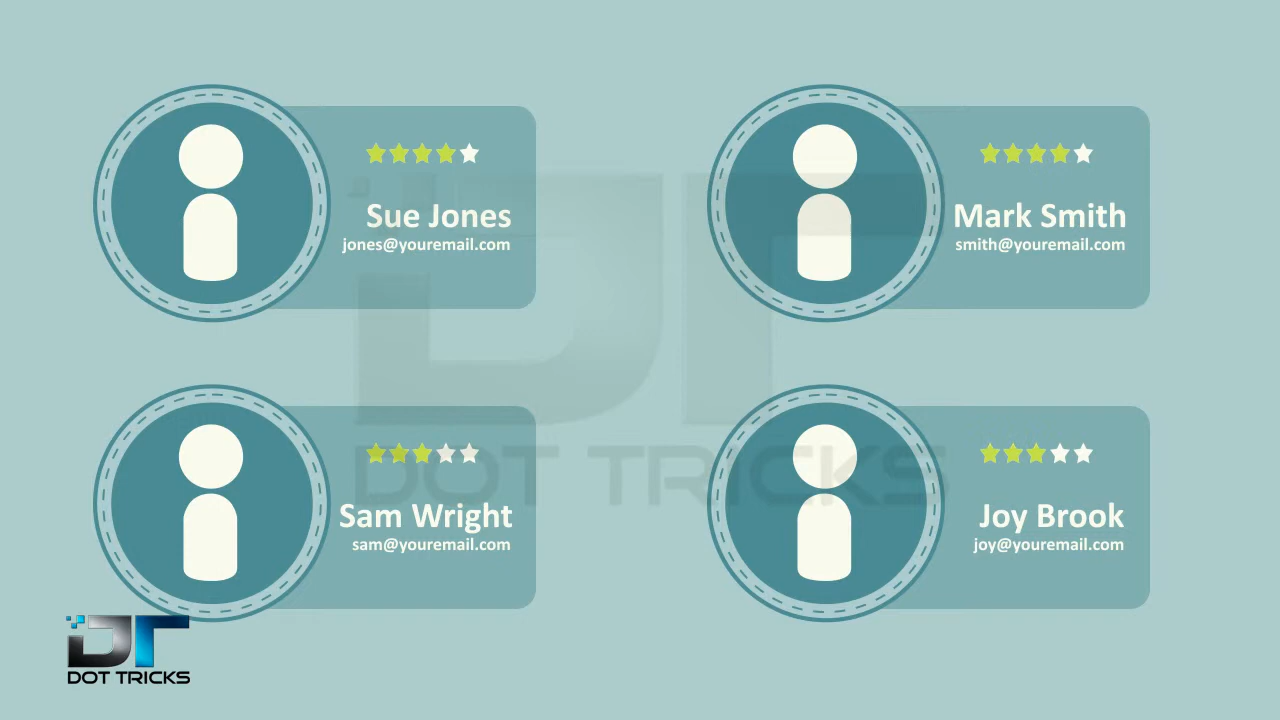 Sue Jones
jones@youremail.com
Mark Smith
smith@youremail.com
Sam Wright
sam@youremail.com
Joy Brook
joy@youremail.com
DOT TRICKS
DT
DOT TRICKS